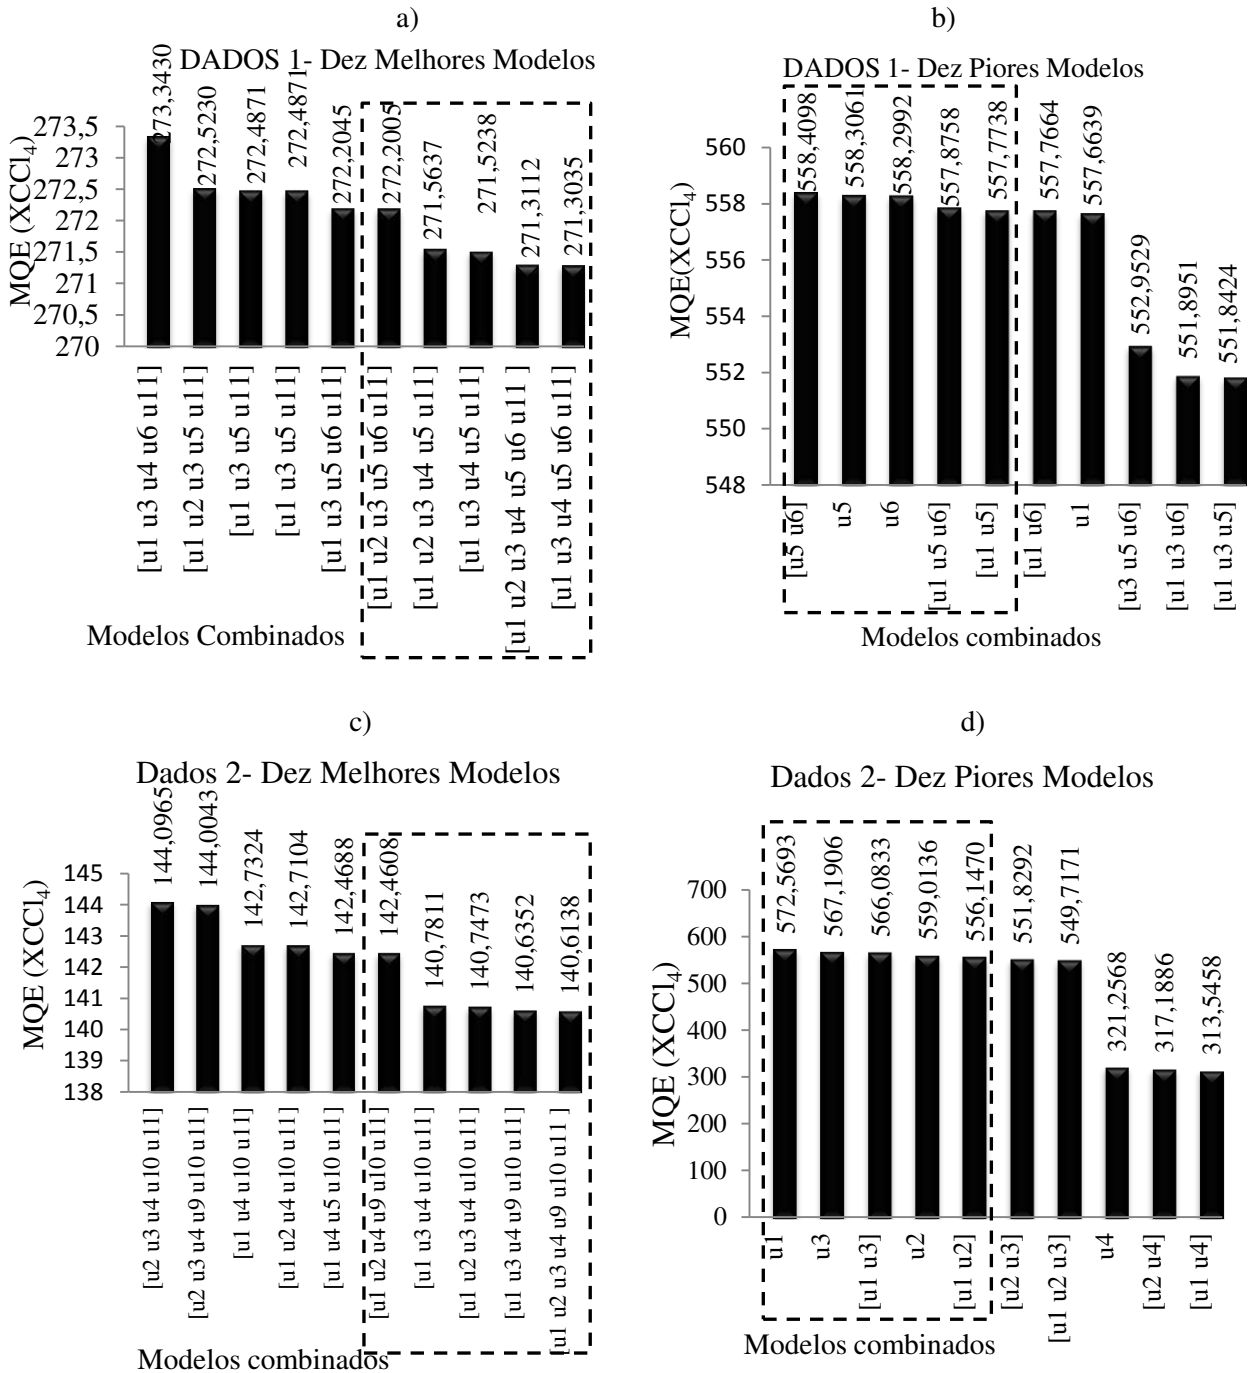 a)
DADOS 1- Dez Melhores Modelos
MQE (XCCl4)
273,5
273
272,5
272
271,5
271
270,5
270
273,3430
272,5230
272,4871
272,4871
272,2045
272,2005
271,5637
271,5238
271,3112
271,3035
[u1 u3 u4 u6 u11]
[u1 u2 u3 u5 u11]
[u1 u3 u5 u11]
[u1 u3 u5 u11]
[u1 u3 u5 u6 u11]
[u1 u2 u3 u5 u6 u11]
[u1 u2 u3 u4 u5 u11]
[u1 u3 u4 u5 u11]
[u1 u2 u3 u4 u5 u6 u11 ]
[u1 u3 u4 u5 u6 u11]
Modelos Combinados
b)
DADOS 1- Dez Piores Modelos
MQE(XCCl4)
560
558
556
554
552
550
548
558,4098
558,3061
558,2992
557,8758
557,7738
557,7664
557,6639
552,9529
551,8951
551,8424
[u5 u6]
u5
u6
[u1 u5 u6]
[u1 u5]
[u1 u6]
u1
[u3 u5 u6]
[u1 u3 u6]
[u1 u3 u5]
Modelos combinados
c)
Dados 2- Dez Melhores Modelos
MQE (XCCl4)
145
144
143
142
141
140
139
138
144,0965
144,0043
142,7324
142,7104
142,4688
142,4608
140,7811
140,7473
140,6352
140,6138
[u2 u3 u4 u10 u11]
[u2 u3 u4 u9 u10 u11]
[u1 u4 u10 u11]
[u1 u2 u4 u10 u11]
[u1 u4 u5 u10 u11]
[u1 u2 u4 u9 u10 u11]
[u1 u3 u4 u10 u11]
[u1 u2 u3 u4 u10 u11]
[u1 u3 u4 u9 u10 u11]
[u1 u2 u3 u4 u9 u10 u11 ]
Modelos combinados
d)
Dados 2- Dez Piores Modelos
MQE (XCCl4)
700
600
500
400
300
200
100
0
572,5693
567,1906
566,0833
559,0136
556,1470
551,8292
549,7171
321,2568
317,1886
313,5458
u1
u3
[u1 u3]
u2
[u1 u2]
[u2 u3]
[u1 u2 u3]
u4
[u2 u4]
[u1 u4]
Modelos combinados